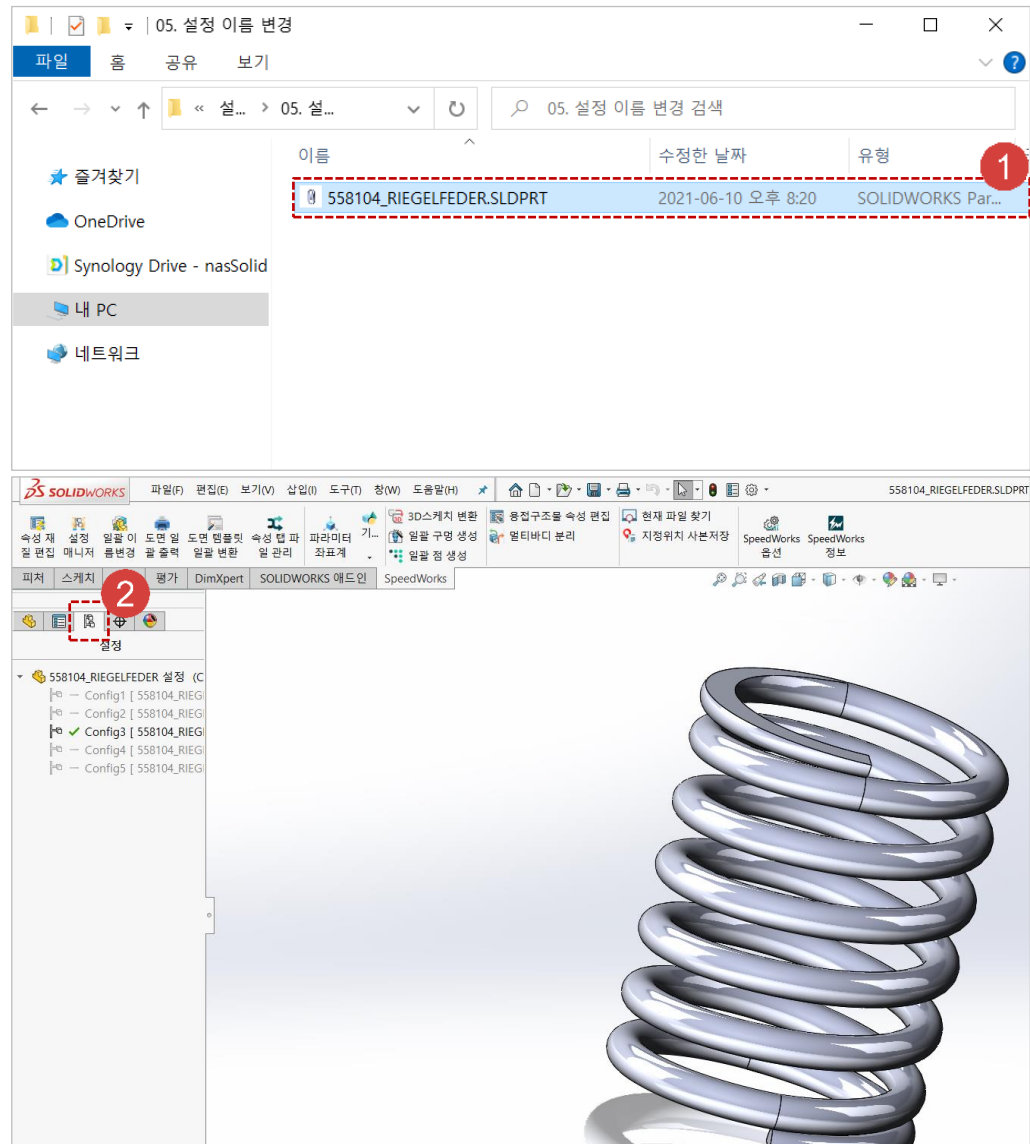 05. 설정 이름 변경
파일 홈 공유 보기
« 설... > 05. 설... 05. 설정 이름 변경 검색
이름 수정한 날짜 유형
1
558104_RIEGELFEDER.SLDPRT 2021-06-10 오후 8:20 SOLIDWORKS Par...
즐겨찾기
OneDrive
Synology Drive - nasSolid
내 PC
네트워크
SOLIDWORKS 파일(F) 편집(E) 보기(V) 삽입(I) 도구(T) 창(W) 도움말(H) 558104_RIEGELFEDER.SLDPRT
속성 재질 편집
설정 매니저
일괄 이름변경
도면 일괄 출력
도면 템플릿 일괄 변환
속성 탭 파일 관리
파라미터 좌표계
기...
3D스케치 변환
일괄 구멍 생성
일괄 점 생성
용접구조물 속성 편집
멀티바디 분리
현재 파일 찾기
지정위치 사본저장
SpeedWorks 옵션
SpeedWorks 정보
피처 스케치 평가 DimXpert SOLIDWORKS 애드인 SpeedWorks
2
설정
558104_RIEGELFEDER 설정 (C
Config1 [ 558104_RIEG
Config2 [ 558104_RIEG
Config3 [ 558104_RIEG
Config4 [ 558104_RIEG
Config5 [ 558104_RIEG